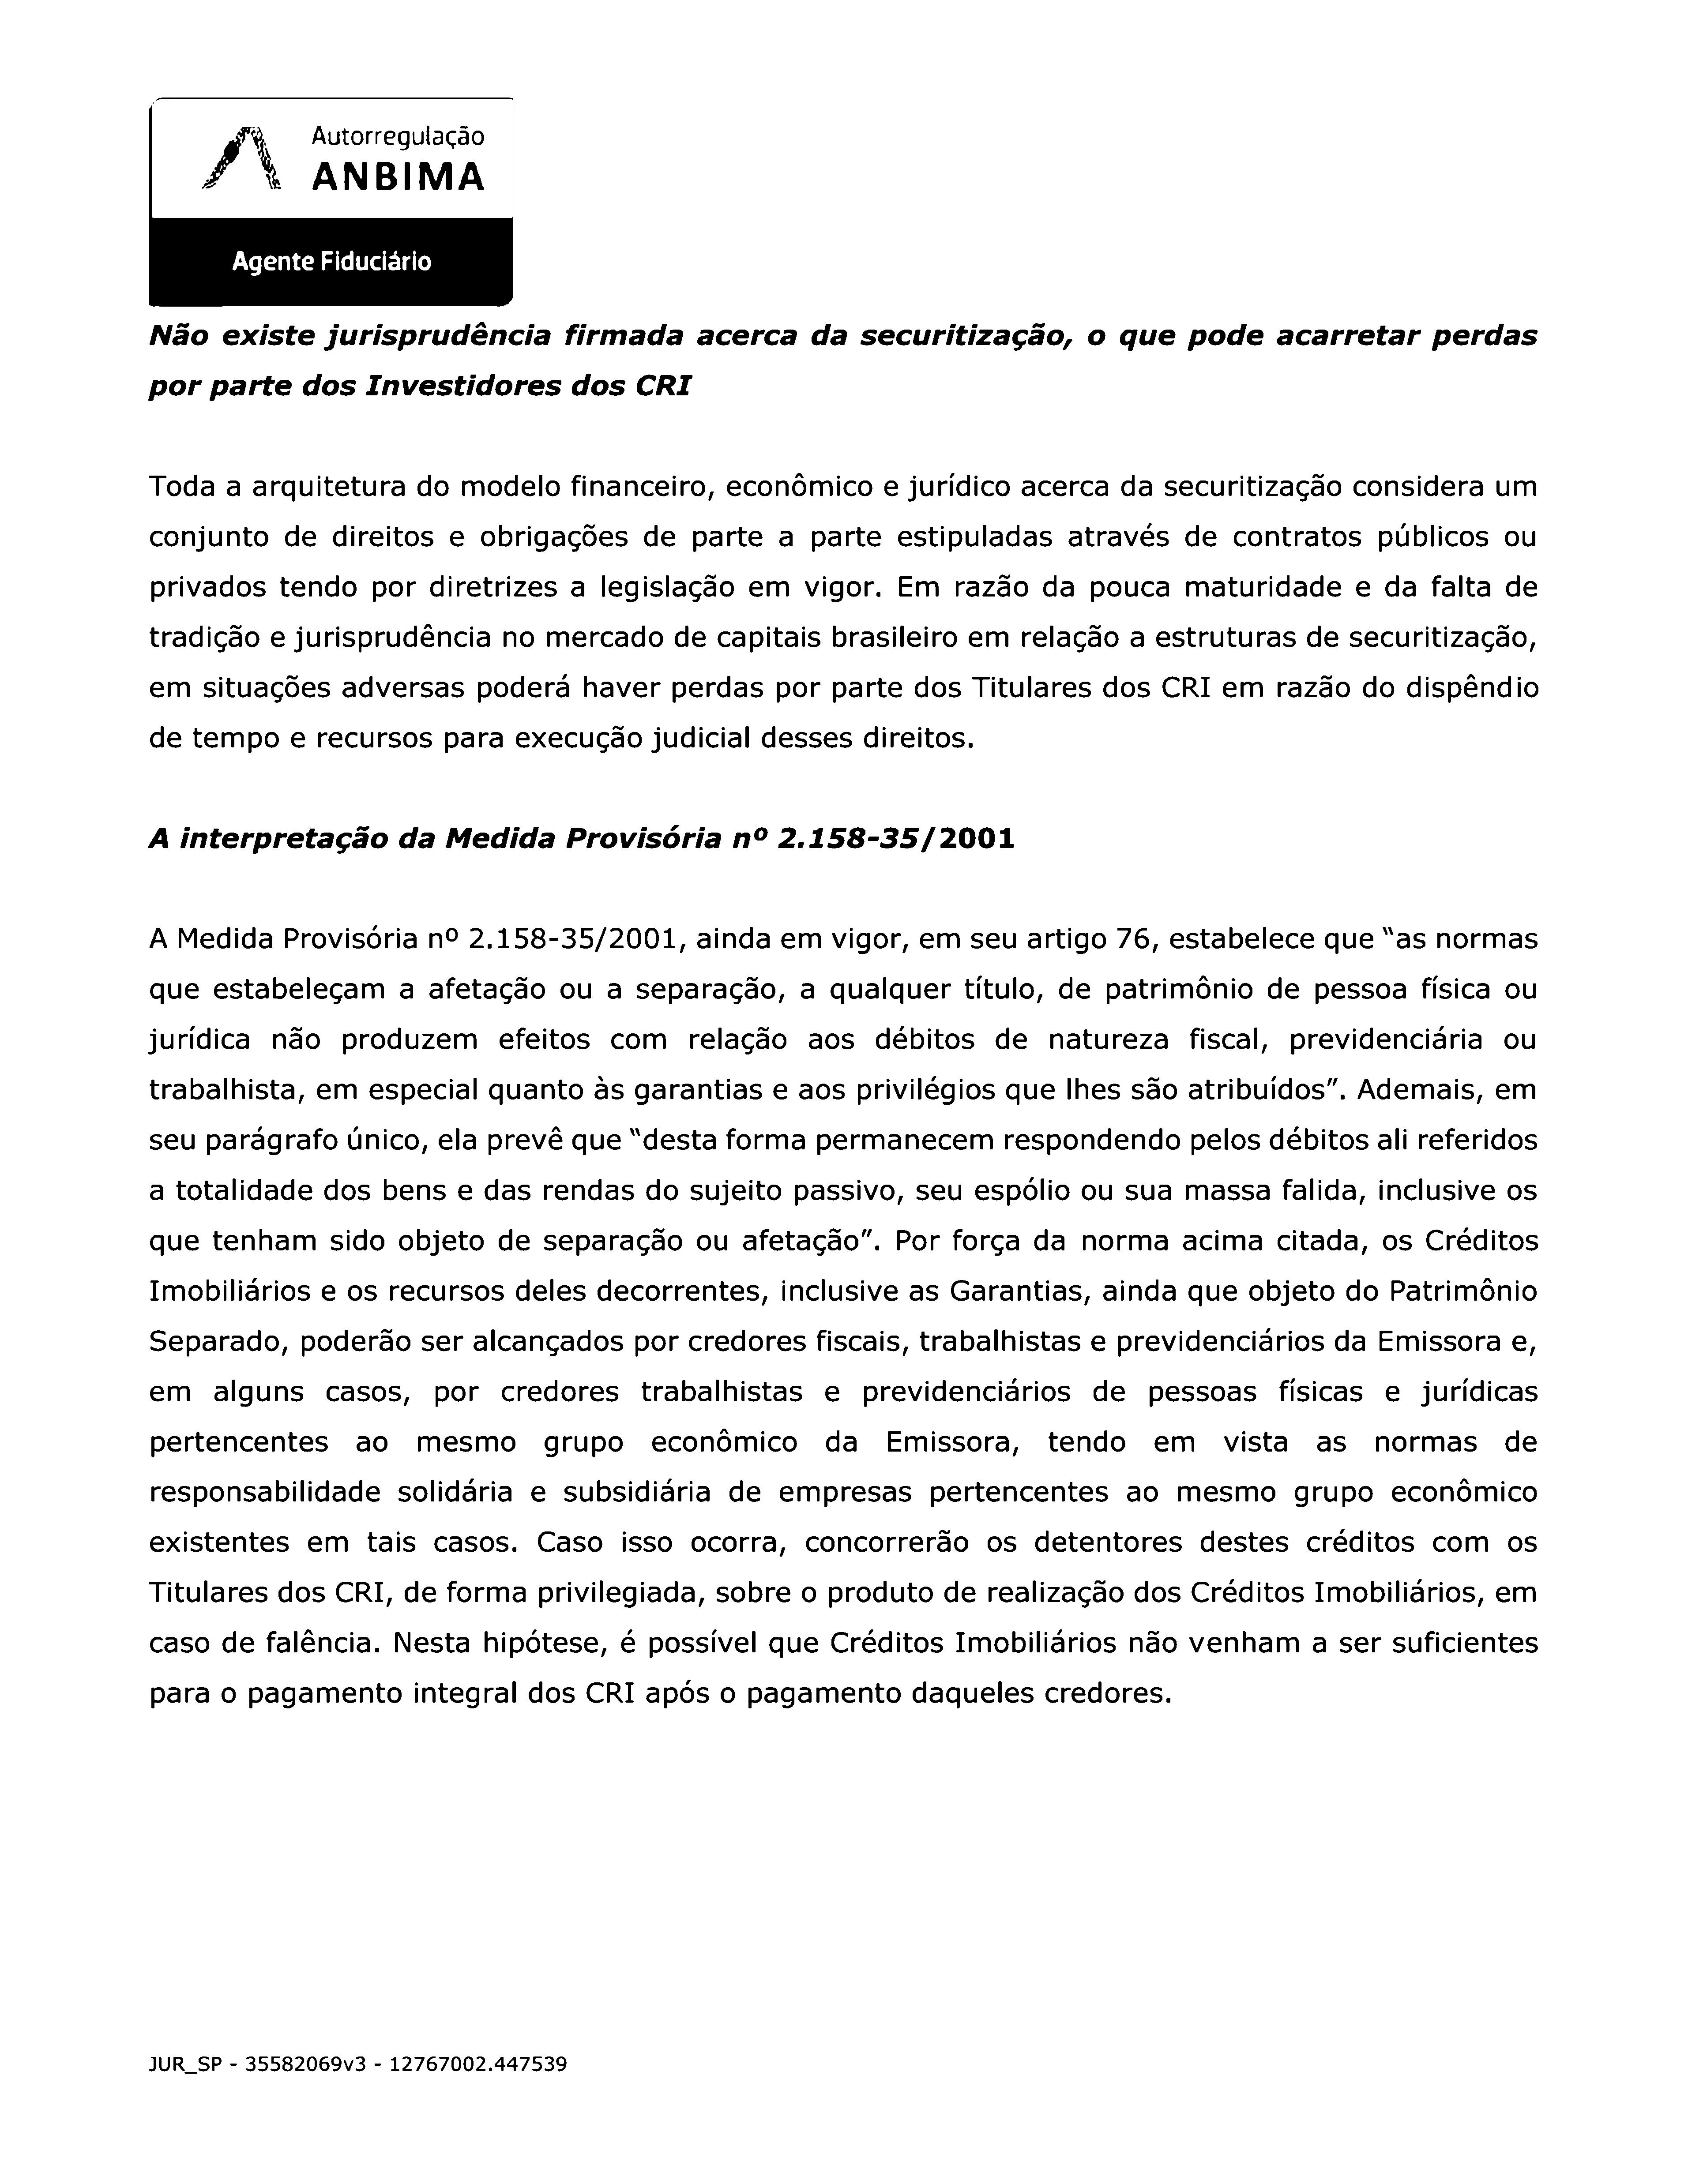 Autorregulação
ANBIMA
Agente Fiduciário
Não existe jurisprudência firmada acerca da securitização, o que pode acarretar perdas
por parte dos Investidores dos CRI
Toda a arquitetura do modelo financeiro, econômico e jurídico acerca da securitização considera um
conjunto de direitos e obrigações de parte a parte estipuladas através de contratos públicos ou
privados tendo por diretrizes a legislação em vigor. Em razão da pouca maturidade e da falta de
tradição e jurisprudência no mercado de capitais brasileiro em relação a estruturas de securitização,
em situações adversas poderá haver perdas por parte dos Titulares dos CRI em razão do dispêndio
de tempo e recursos para execução judicial desses direitos.
A interpretação da Medida Provisória nº 2.158-35/2001
A Medida Provisória nº 2.158-35/2001, ainda em vigor, em seu artigo 76, estabelece que "as normas
que estabeleçam a afetação ou a separação, a qualquer título, de patrimônio de pessoa física ou
jurídica não produzem efeitos com relação aos débitos de natureza fiscal, previdenciária ou
trabalhista, em especial quanto às garantias e aos privilégios que lhes são atribuídos". Ademais, em
seu parágrafo único, ela prevê que "desta forma permanecem respondendo pelos débitos ali referidos
a totalidade dos bens e das rendas do sujeito passivo, seu espólio ou sua massa falida, inclusive os
que tenham sido objeto de separação ou afetação". Por força da norma acima citada, os Créditos
Imobiliários e os recursos deles decorrentes, inclusive as Garantias, ainda que objeto do Patrimônio
Separado, poderão ser alcançados por credores fiscais, trabalhistas e previdenciários da Emissora e,
em alguns casos, por credores trabalhistas e previdenciários de pessoas físicas e jurídicas
pertencentes ao mesmo grupo econômico da Emissora, tendo em vista as normas de
responsabilidade solidária e subsidiária de empresas pertencentes ao mesmo grupo econômico
existentes em tais casos. Caso isso ocorra, concorrerão os detentores destes créditos com os
Titulares dos CRI, de forma privilegiada, sobre o produto de realização dos Créditos Imobiliários, em
caso de falência. Nesta hipótese, é possível que Créditos Imobiliários não venham a ser suficientes
para o pagamento integral dos CRI após o pagamento daqueles credores.
JUR_SP - 35582069v3 - 12767002.447539